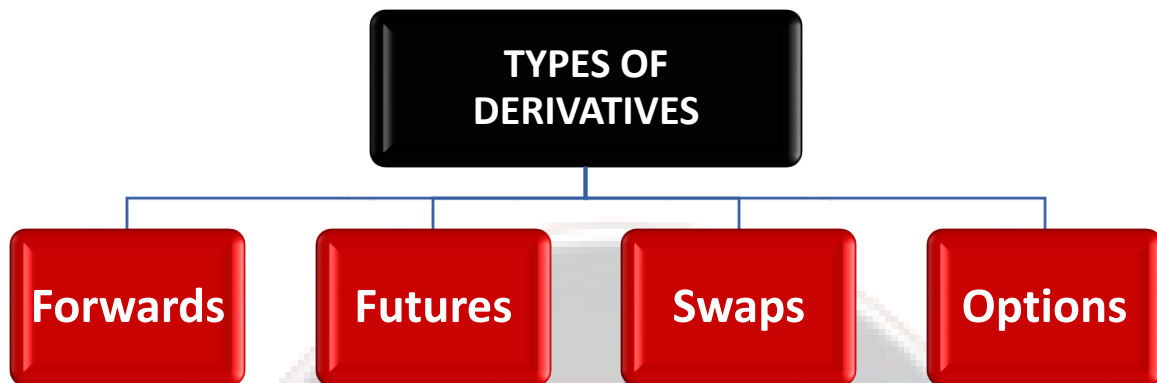 TYPES OF
DERIVATIVES
Forwards
Futures
Swaps
Options